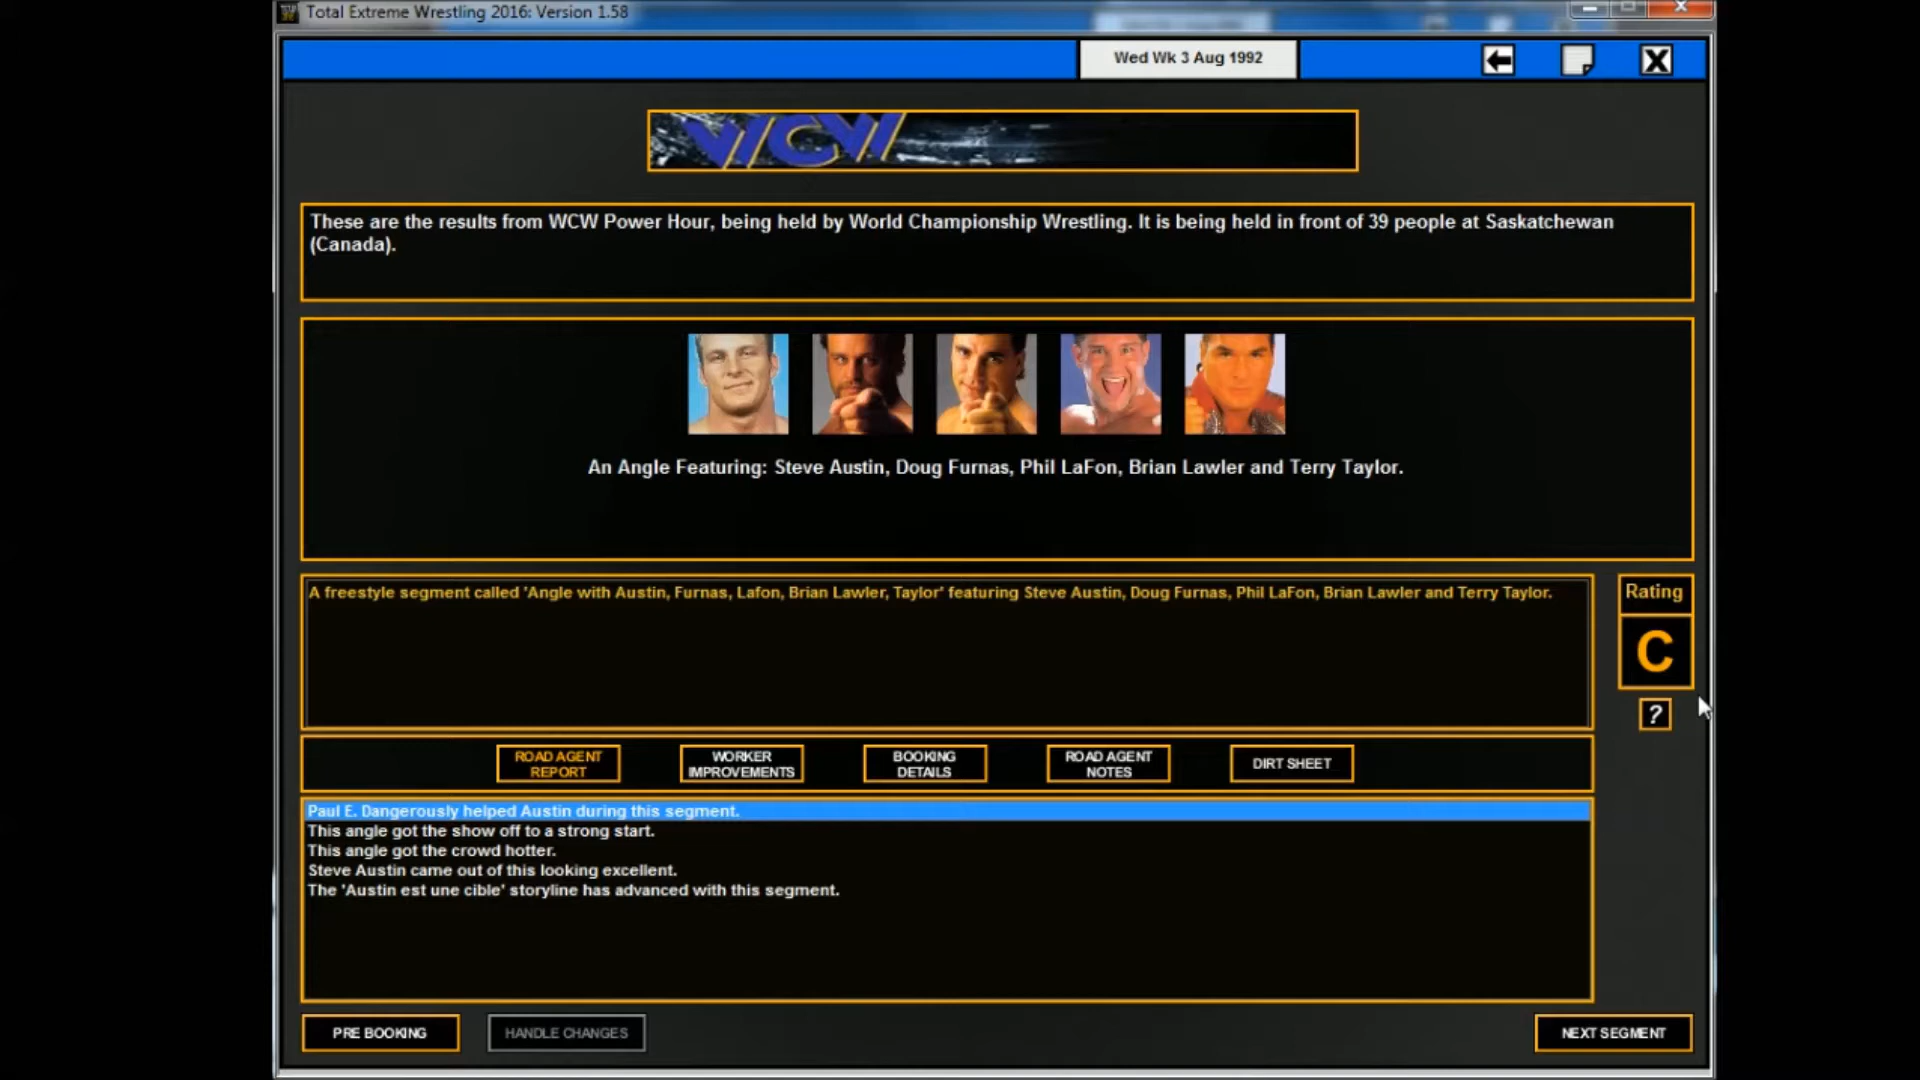 Total Extreme Wrestling 2016: Version 1.58
Wed Wk 3 Aug 1992
WCW
These are the results from WCW Power Hour, being held by World Championship Wrestling. It is being held in front of 39 people at Saskatchewan
(Canada).
An Angle Featuring: Steve Austin, Doug Furnas, Phil LaFon, Brian Lawler and Terry Taylor.
A freestyle segment called 'Angle with Austin, Furnas, Lafon, Brian Lawler, Taylor' featuring Steve Austin, Doug Furnas, Phil LaFon, Brian Lawler and Terry Taylor.
Rating
C
?
ROAD AGENT
REPORT
WORKER
IMPROVEMENTS
BOOKING
DETAILS
ROAD AGENT
NOTES
DIRT SHEET
Paul E. Dangerously helped Austin during this segment.
This angle got the show off to a strong start.
This angle got the crowd hotter.
Steve Austin came out of this looking excellent.
The 'Austin est une cible' storyline has advanced with this segment.
PRE BOOKING
HANDLE CHANGES
NEXT SEGMENT